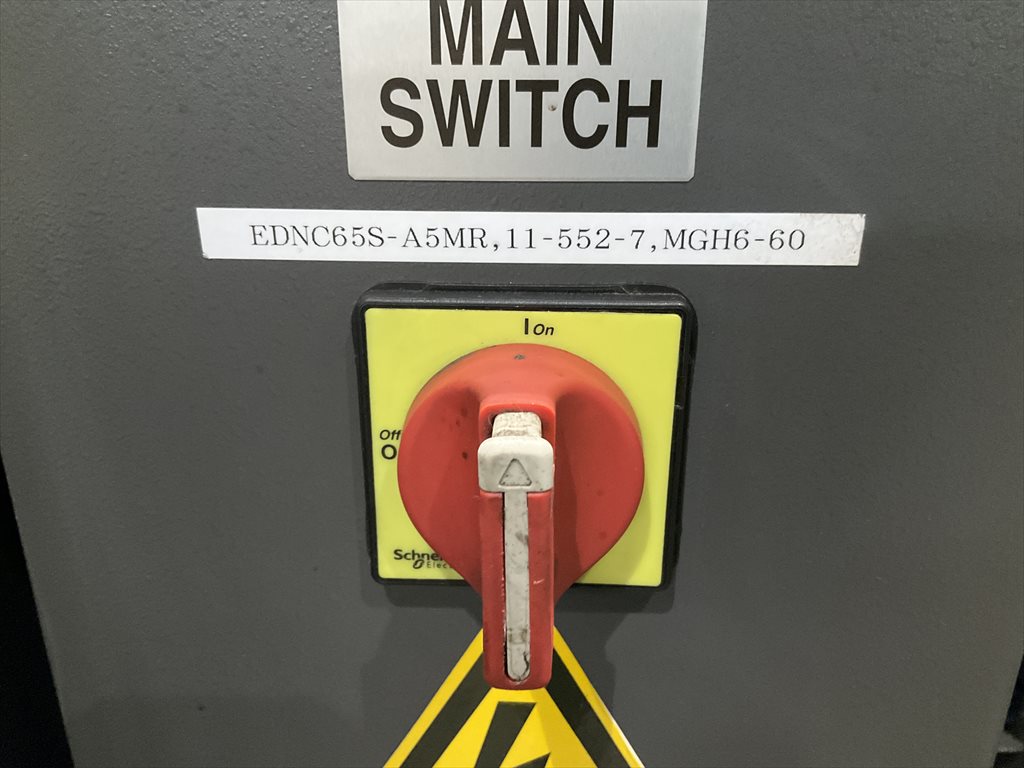 MAIN
SWITCH
EDNC65S-A5MR,11-552-7,MGH6-60
I On
Off
O